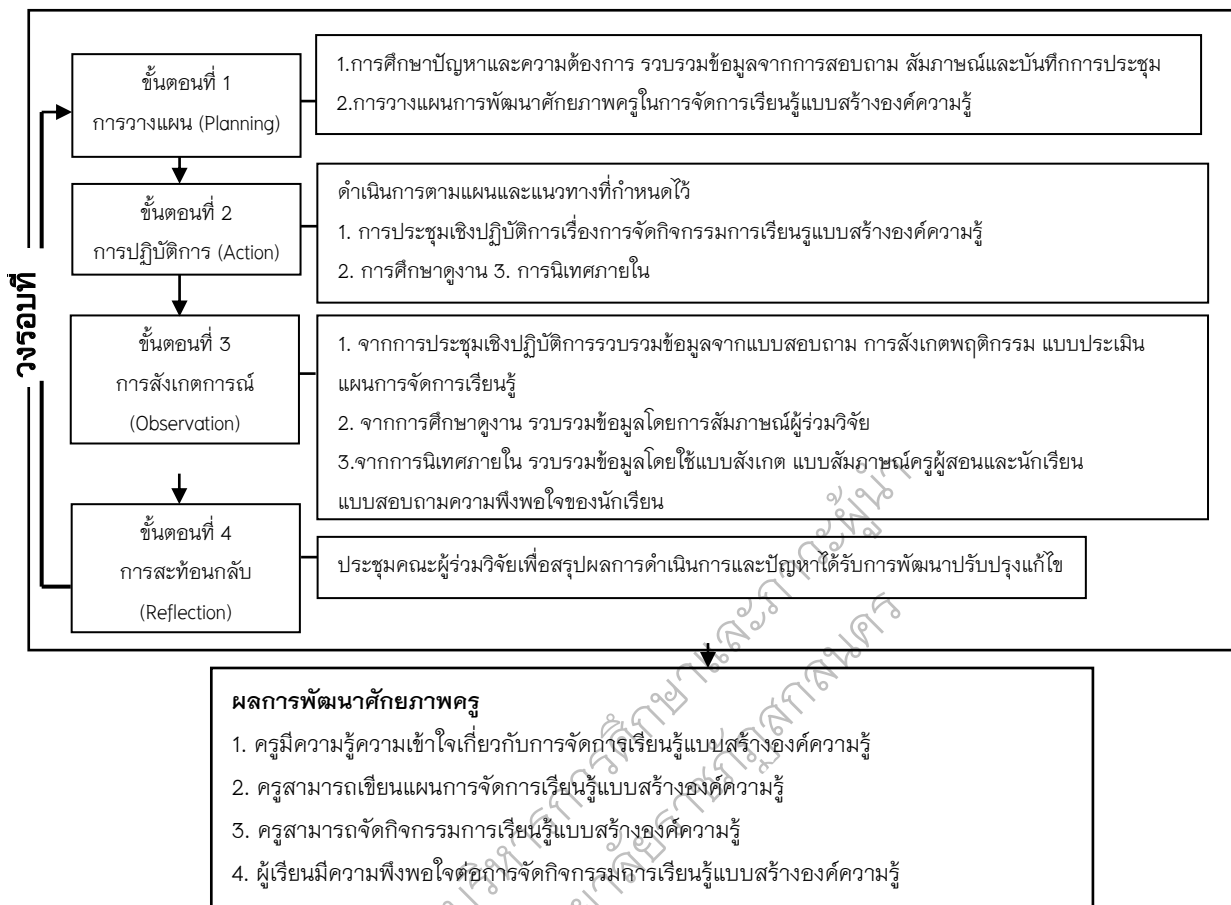 วงรอบที่
ขั้นตอนที่ 1
การวางแผน (Planning)
1.การศึกษาปัญหาและความต้องการ รวบรวมข้อมูลจากการสอบถาม สัมภาษณ์และบันทึกการประชุม
2.การวางแผนการพัฒนาศักยภาพครูในการจัดการเรียนรู้แบบสร้างองค์ความรู้
ขั้นตอนที่ 2
การปฏิบัติการ (Action)
ดำเนินการตามแผนและแนวทางที่กำหนดไว้
1. การประชุมเชิงปฏิบัติการเรื่องการจัดกิจกรรมการเรียนรูแบบสร้างองค์ความรู้
2. การศึกษาดูงาน 3. การนิเทศภายใน
ขั้นตอนที่ 3
การสังเกตการณ์
(Observation)
1. จากการประชุมเชิงปฏิบัติการรวบรวมข้อมูลจากแบบสอบถาม การสังเกตพฤติกรรม แบบประเมิน
แผนการจัดการเรียนรู้
2. จากการศึกษาดูงาน รวบรวมข้อมูลโดยการสัมภาษณ์ผู้ร่วมวิจัย
3.จากการนิเทศภายใน รวบรวมข้อมูลโดยใช้แบบสังเกต แบบสัมภาษณ์ครูผู้สอนและนักเรียน
แบบสอบถามความพึงพอใจของนักเรียน
ขั้นตอนที่ 4
การสะท้อนกลับ
(Reflection)
ประชุมคณะผู้ร่วมวิจัยเพื่อสรุปผลการดำเนินการและปัญหาได้รับการพัฒนาปรับปรุงแก้ไข
ผลการพัฒนาศักยภาพครู
1. ครูมีความรู้ความเข้าใจเกี่ยวกับการจัดการเรียนรู้แบบสร้างองค์ความรู้
2. ครูสามารถเขียนแผนการจัดการเรียนรู้แบบสร้างองค์ความรู้
3. ครูสามารถจัดกิจกรรมการเรียนรู้แบบสร้างองค์ความรู้
4. ผู้เรียนมีความพึงพอใจต่อการจัดกิจกรรมการเรียนรู้แบบสร้างองค์ความรู้